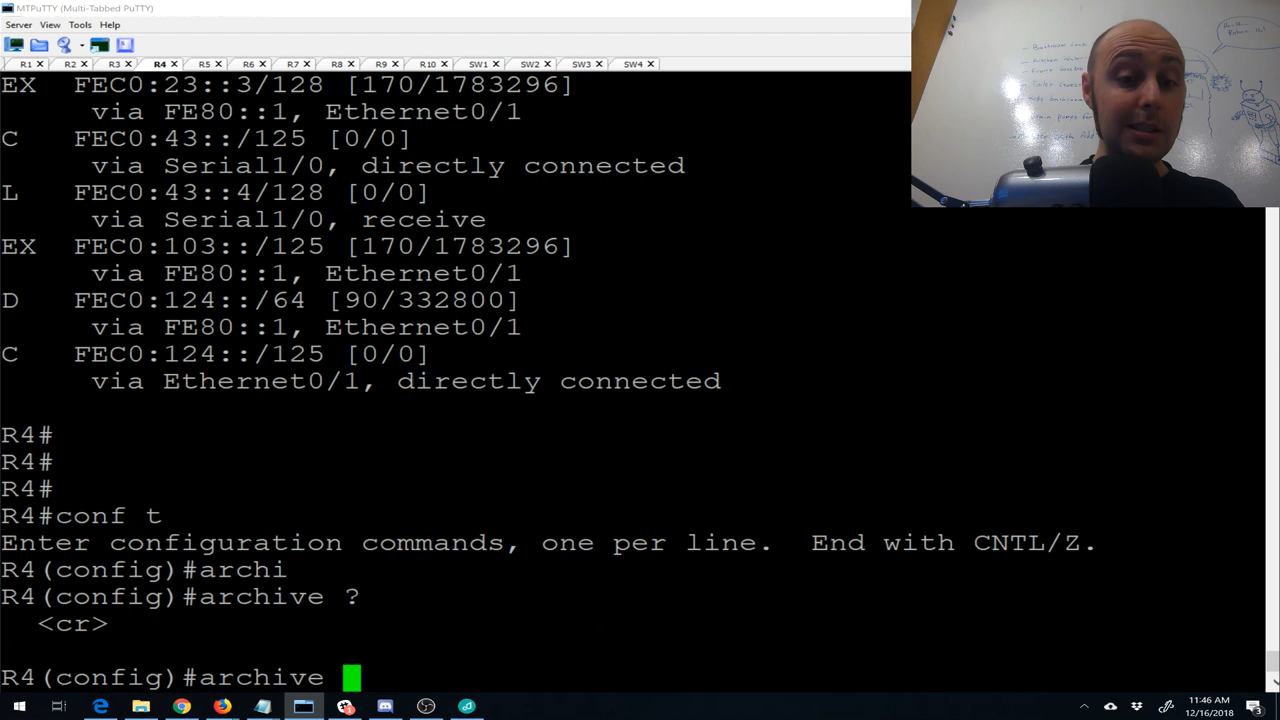 MTPuTTY (Multi-Tabbed PuTTY)
Server View Tools Help
R1 R2 R3 R4 R5 R6 R7 R8 R9 R10 SW1 SW2 SW3 SW4
EX FEC0:23::3/128 [170/1783296]
via FE80::1, Ethernet0/1
C FEC0:43::/125 [0/0]
via Serial1/0, directly connected
L FEC0:43::4/128 [0/0]
via Serial1/0, receive
EX FEC0:103::/125 [170/1783296]
via FE80::1, Ethernet0/1
D FEC0:124::/64 [90/332800]
via FE80::1, Ethernet0/1
C FEC0:124::/125 [0/0]
via Ethernet0/1, directly connected
R4#
R4#
R4#
R4#conf t
Enter configuration commands, one per line. End with CNTL/Z.
R4(config)#archi
R4(config)#archive ?
<cr>
R4(config)#archive
11:46 AM
12/16/2018
3